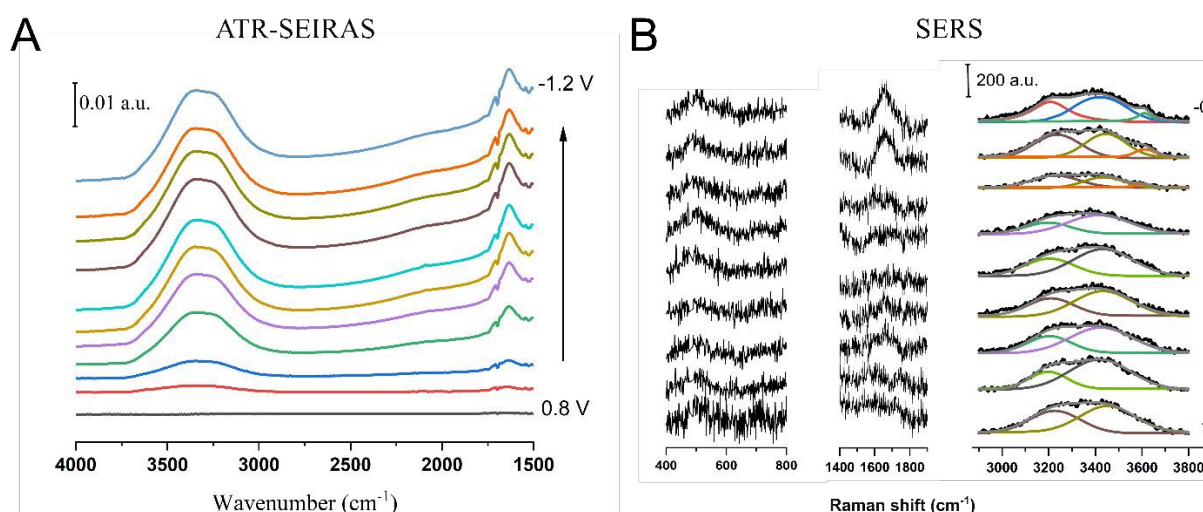 A
ATR-SEIRAS
0.01 a.u.
-1.2 V
0.8 V
4000 3500 3000 2500 2000 1500
Wavenumber (cm-1)
B
SERS
200 a.u.
-0
-
400 600 800 1400 1600 1800 3000 3200 3400 3600 3800
Raman shift (cm-1)